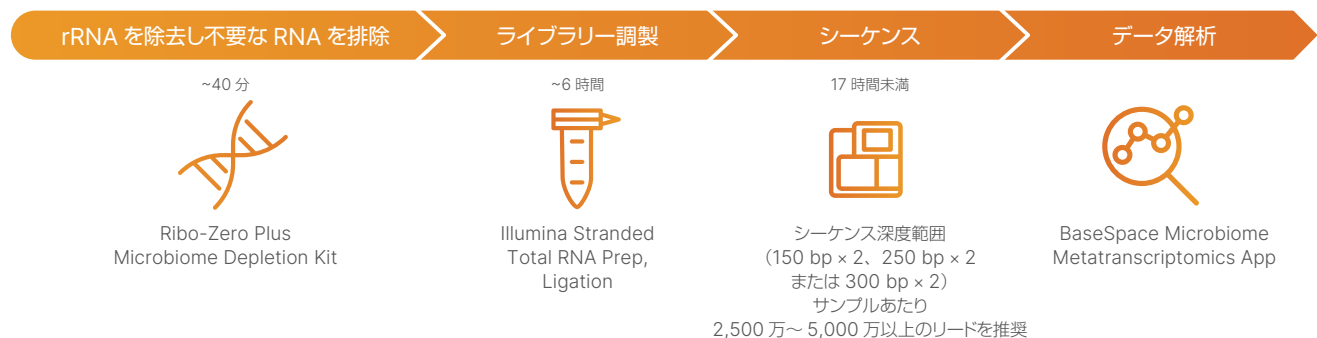 rRNA を除去し不要な RNA を排除
ライブラリー調製
シーケンス
データ解析
~40 分
~6 時間
17 時間未満
Ribo-Zero Plus
Microbiome Depletion Kit
Illumina Stranded
Total RNA Prep,
Ligation
シーケンス深度範囲
（150 bp × 2、250 bp × 2
または 300 bp × 2）
サンプルあたり
2,500 万～ 5,000 万以上のリードを推奨
BaseSpace Microbiome
Metatranscriptomics App